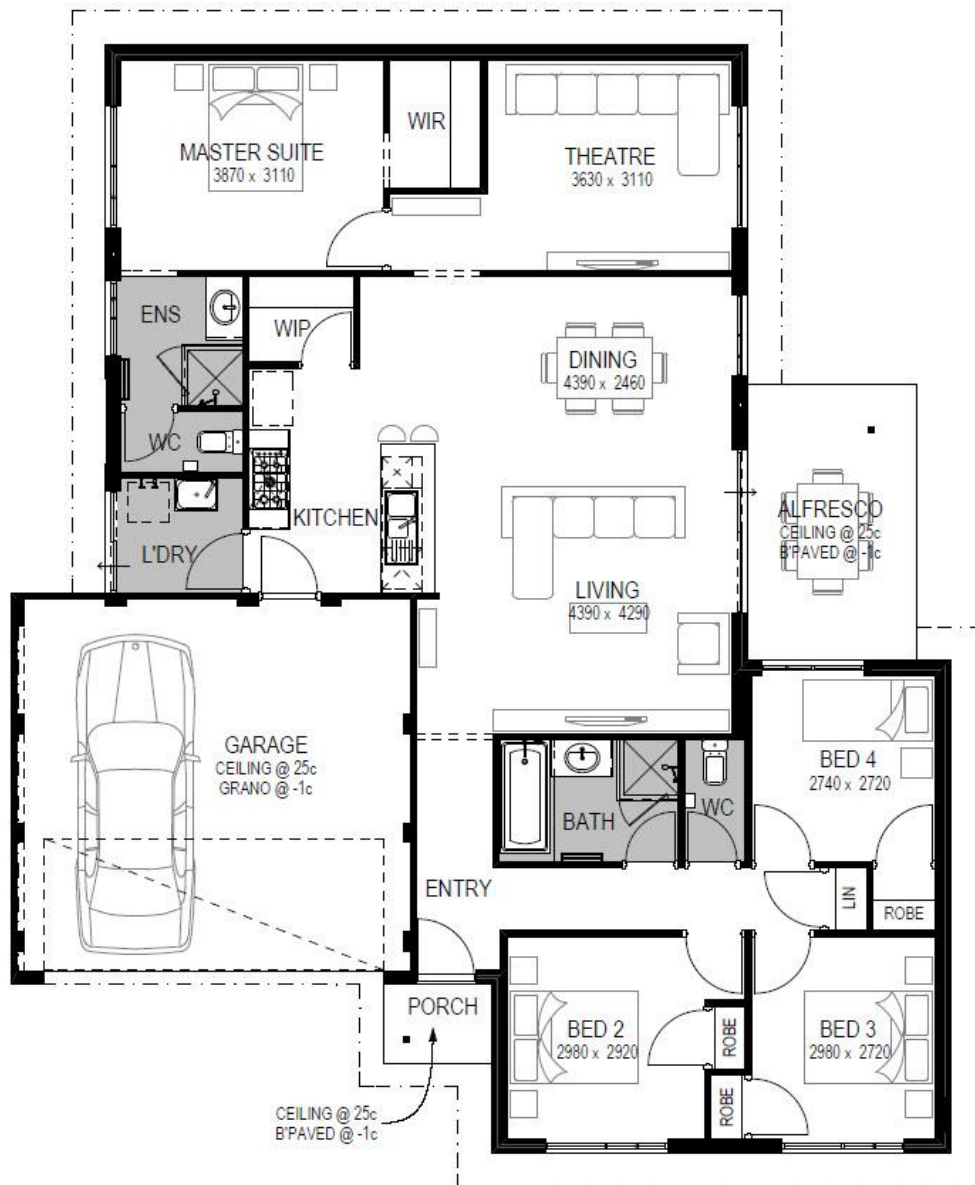 MASTER SUITE
3870 x 3110
WIR
THEATRE
3630 x 3110
ENS
WIP
DINING
4390 x 2460
WC
KITCHEN
L'DRY
ALFRESCO
CEILING @ 25c
B'PAVED @ -1c
LIVING
4390 x 4290
GARAGE
CEILING @ 25c
GRANO @ -1c
BED 4
2740 x 2720
BATH
WC
ENTRY
LIN
ROBE
PORCH
BED 2
2980 x 2920
ROBE
BED 3
2980 x 2720
ROBE
CEILING @ 25c
B'PAVED @ -1c